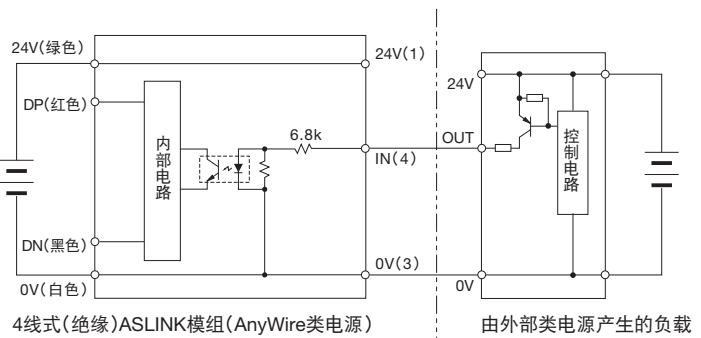 24V(绿色)
24V(1)
24V
DP(红色)
内部电路
6.8k
OUT
控制电路
IN(4)
DN(黑色)
0V(3)
0V(白色)
0V
4线式(绝缘)ASLINK模组(AnyWire类电源)
由外部类电源产生的负载